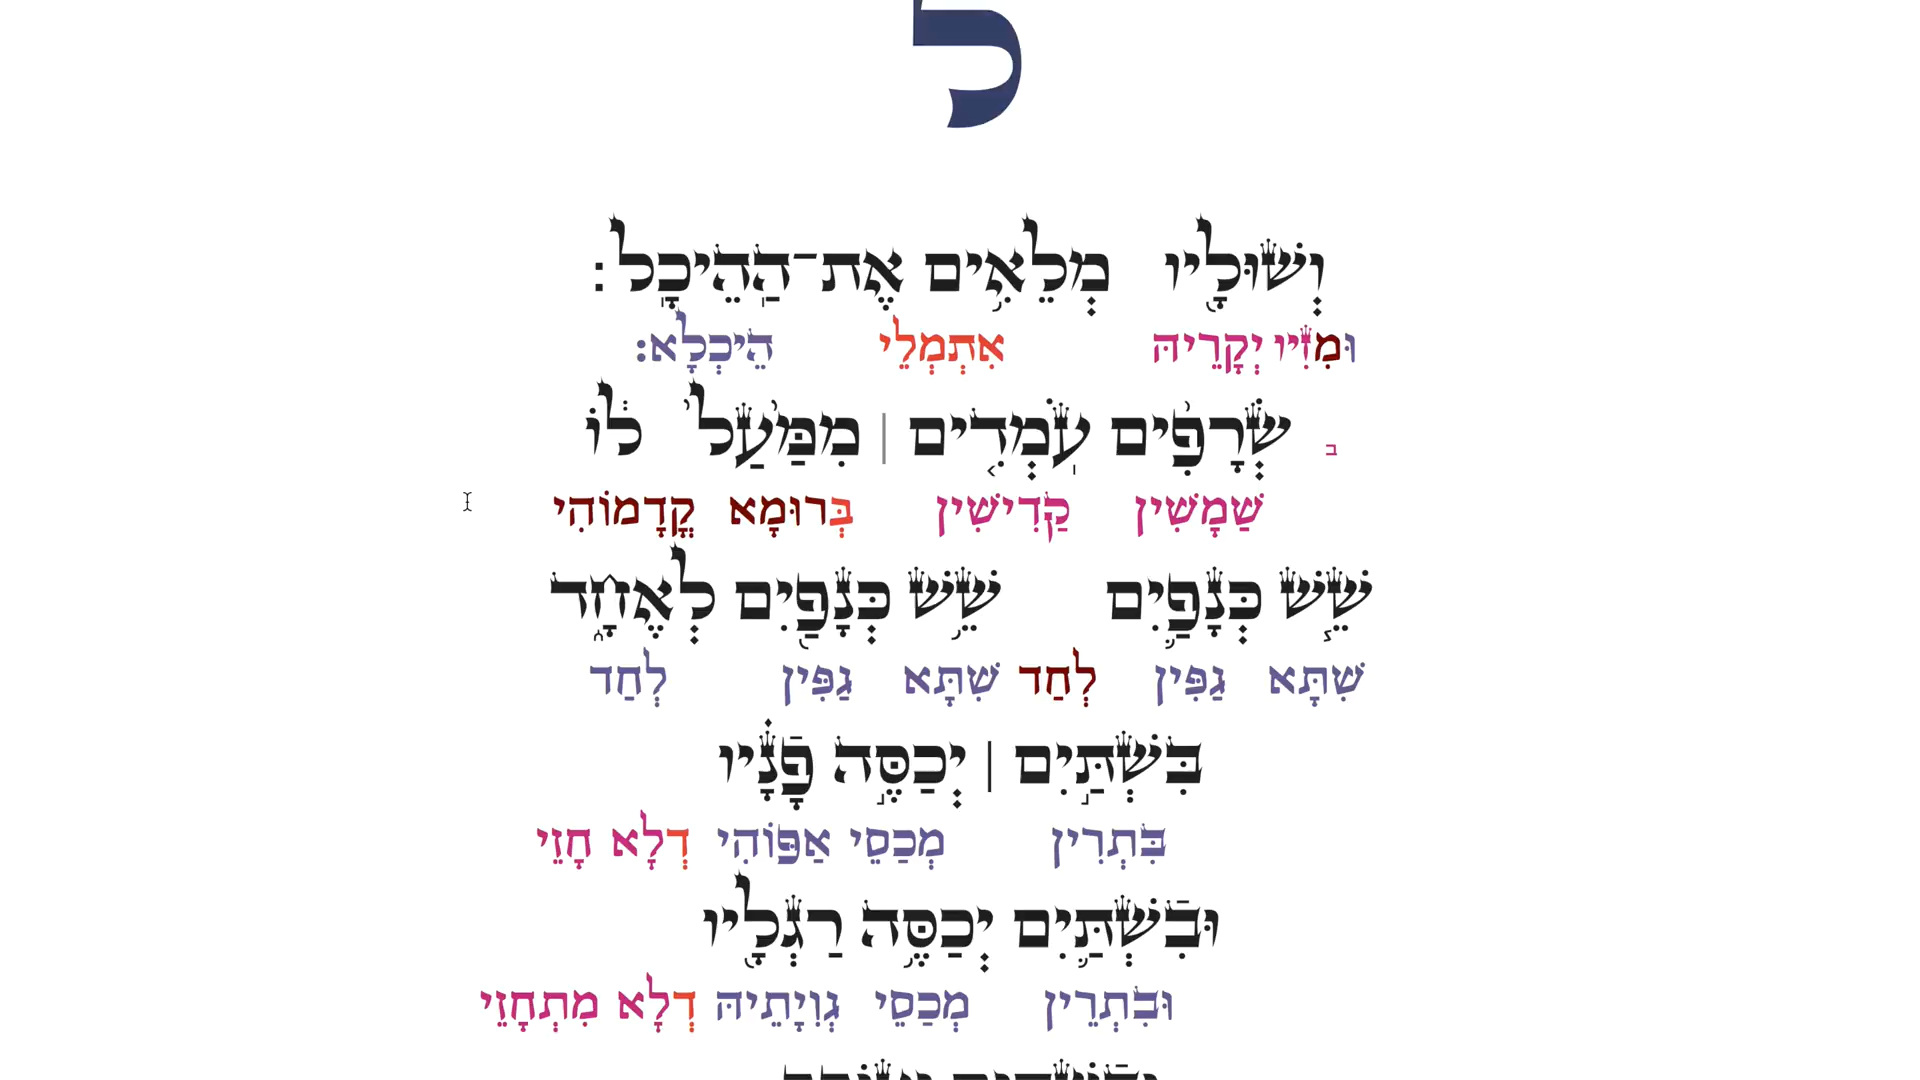 ל
וְשׁוּלָ֖יו מְלֵאִ֥ים אֶת־הַֽהֵיכָֽל׃
וּמִזִּיו יְקָרֵיהּ אִתְמְלֵי הֵיכְלָא׃
ב שְׂרָפִ֨ים עֹמְדִ֤ים ׀ מִמַּ֙עַל֙ ל֔וֹ
שַׁמָשִׁין קַדִישִׁין בְּרוּמָא קֳדָמוֹהִי
שֵׁ֧שׁ כְּנָפַ֛יִם שֵׁ֥שׁ כְּנָפַ֖יִם לְאֶחָ֑ד
שִׁתָּא גַפִּין לְחַד שִׁתָּא גַפִּין לְחַד
בִּשְׁתַּ֣יִם ׀ יְכַסֶּ֣ה פָנָ֗יו
בִּתְרִין מְכַסֵי אַפּוֹהִי דְלָא חָזֵי
וּבִשְׁתַּ֛יִם יְכַסֶּ֥ה רַגְלָ֖יו
וּבִתְרֵין מְכַסֵי גְוִיָתֵיהּ דְלָא מִתְחָזֵי